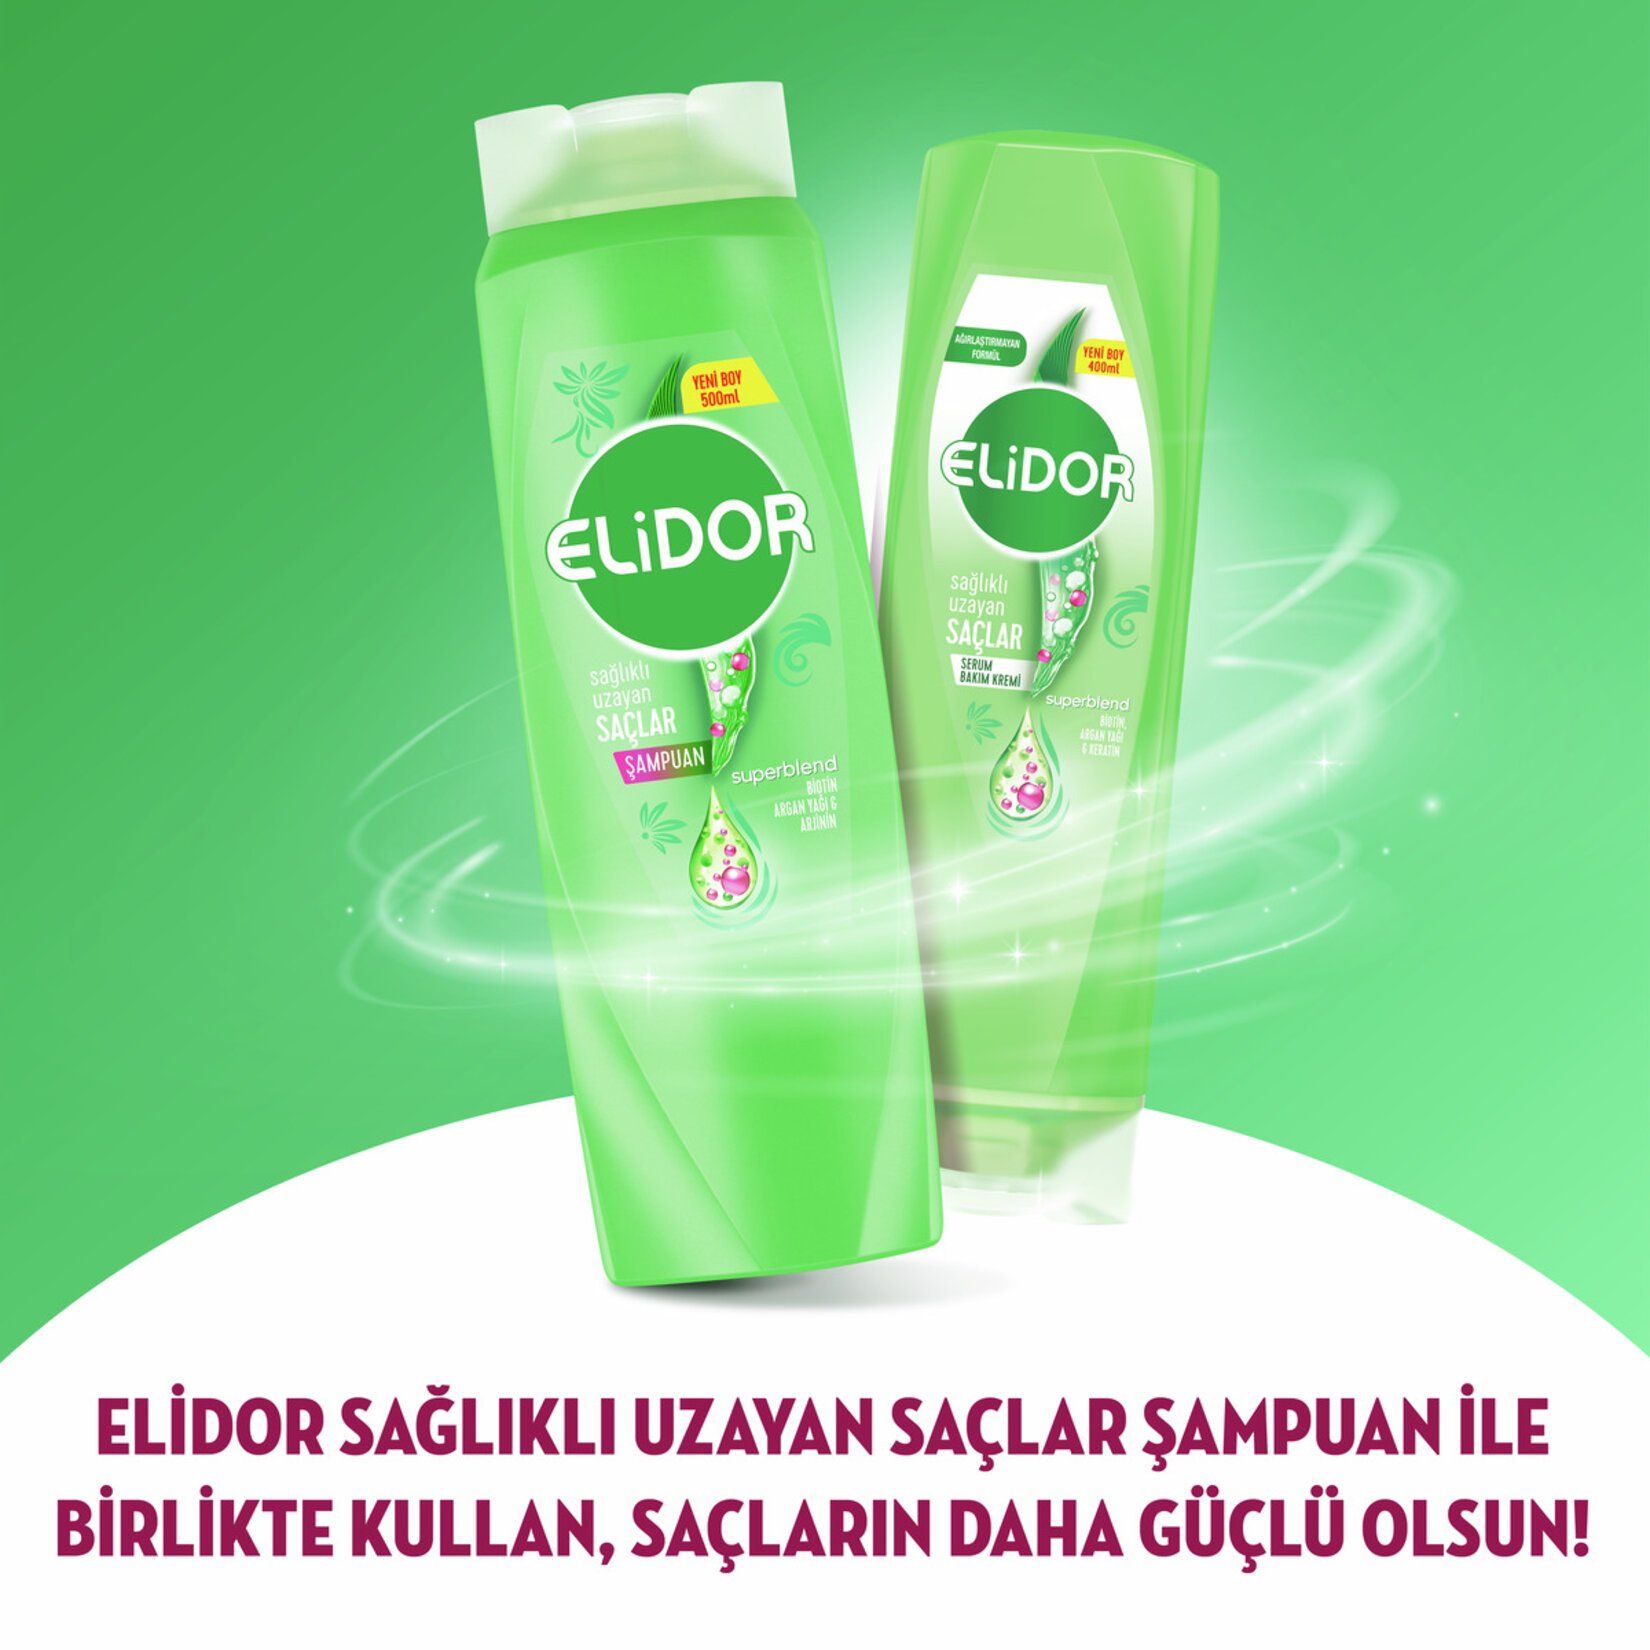 YENİ BOY
500ml
ELiDOR
sağlıklı
uzayan
SAÇLAR
ŞAMPUAN
superblend
BİOTİN
ARGAN YAĞI &
ARJİNİN
AĞIRLAŞTIRMAYAN
FORMÜL
YENİ BOY
400ml
ELiDOR
sağlıklı
uzayan
SAÇLAR
SERUM
BAKIM KREMİ
superblend
BİOTİN,
ARGAN YAĞI
& KERATİN
ELİDOR SAĞLIKLI UZAYAN SAÇLAR ŞAMPUAN İLE
BİRLİKTE KULLAN, SAÇLARIN DAHA GÜÇLÜ OLSUN!